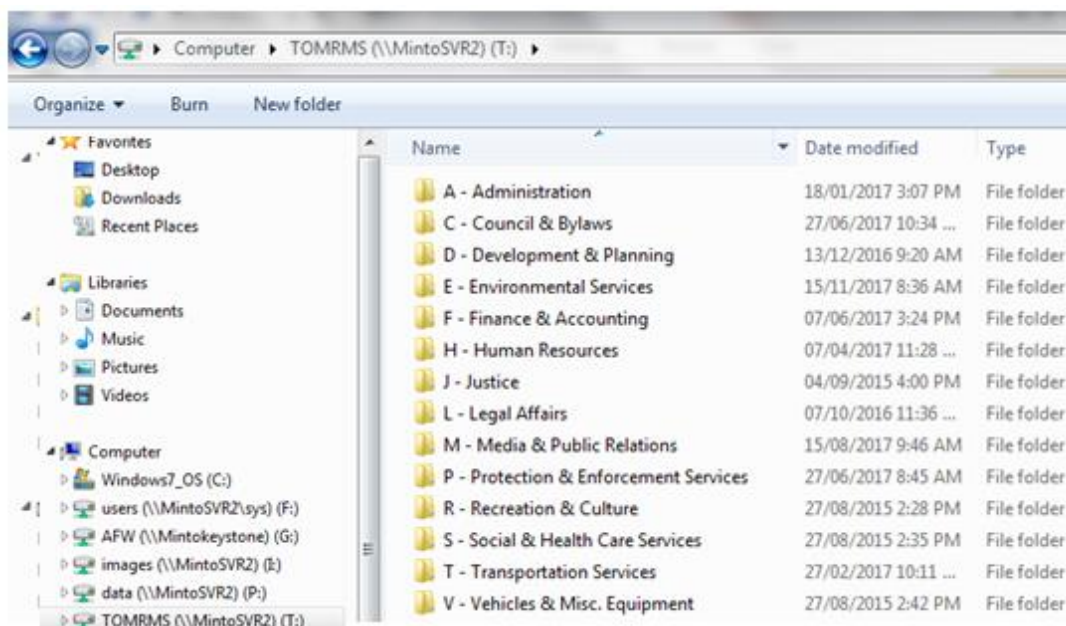 Computer TOMRMS (\\MintoSVR2) (T:)
Organize Burn New folder
Favorites
Desktop
Downloads
Recent Places
Libraries
Documents
Music
Pictures
Videos
Computer
Windows7_OS (C:)
users (\\MintoSVR2\sys) (F:)
AFW (\\Mintokeystone) (G:)
images (\\MintoSVR2) (I:)
data (\\MintoSVR2) (P:)
TOMRMS (\\MintoSVR2) (T:)
Name Date modified Type
A - Administration 18/01/2017 3:07 PM File folder
C - Council & Bylaws 27/06/2017 10:34 ... File folder
D - Development & Planning 13/12/2016 9:20 AM File folder
E - Environmental Services 15/11/2017 8:36 AM File folder
F - Finance & Accounting 07/06/2017 3:24 PM File folder
H - Human Resources 07/04/2017 11:28 ... File folder
J - Justice 04/09/2015 4:00 PM File folder
L - Legal Affairs 07/10/2016 11:36 ... File folder
M - Media & Public Relations 15/08/2017 9:46 AM File folder
P - Protection & Enforcement Services 27/06/2017 8:45 AM File folder
R - Recreation & Culture 27/08/2015 2:28 PM File folder
S - Social & Health Care Services 27/08/2015 2:35 PM File folder
T - Transportation Services 27/02/2017 10:11 ... File folder
V - Vehicles & Misc. Equipment 27/08/2015 2:42 PM File folder